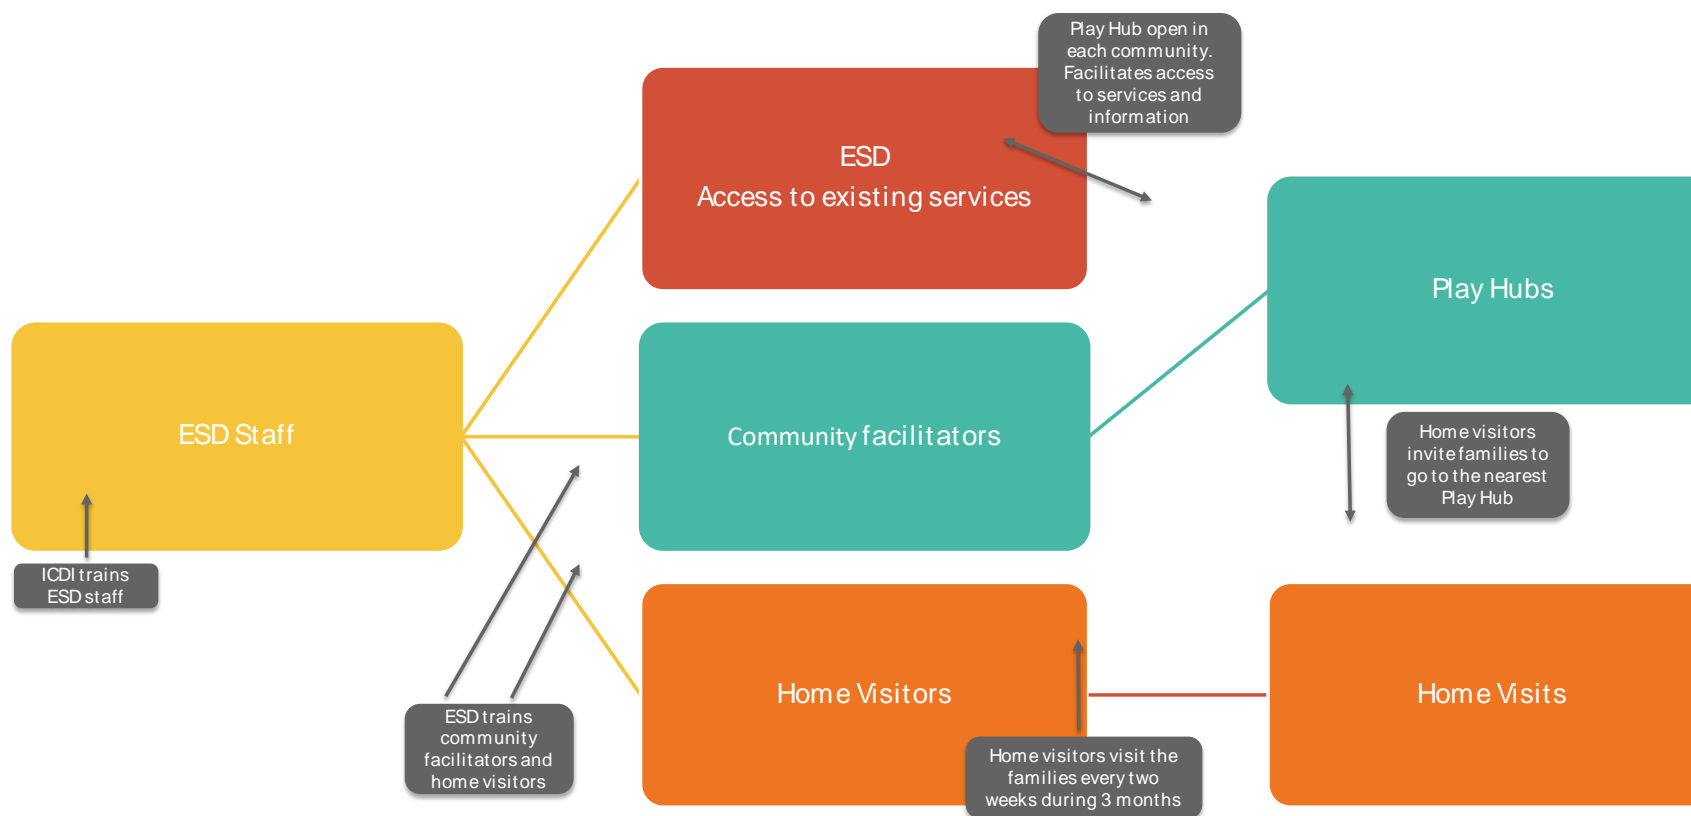 Play Hub open in
each community.
Facilitates access
to services and
information
ESD
Access to existing services
Play Hubs
ESD Staff
Community facilitators
Home visitors
invite families to
go to the nearest
Play Hub
ICDI trains
ESD staff
Home Visitors
Home Visits
ESD trains
community
facilitators and
home visitors
Home visitors visit the
families every two
weeks during 3 months